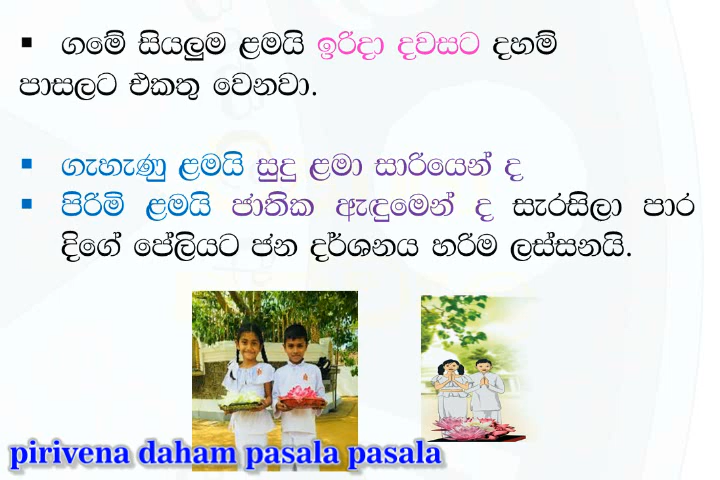 ▪ ගමේ සියලුම ළමයි ඉරිදා දවසට දහම්
පාසලට එකතු වෙනවා.
▪ ගැහැණු ළමයි සුදු ළමා සාරියෙන් ද
▪ පිරිමි ළමයි ජාතික ඇඳුමෙන් ද සැරසිලා පාර
දිගේ පේලියට ජන දර්ශනය හරිම ලස්සනයි.
pirivena daham pasala pasala